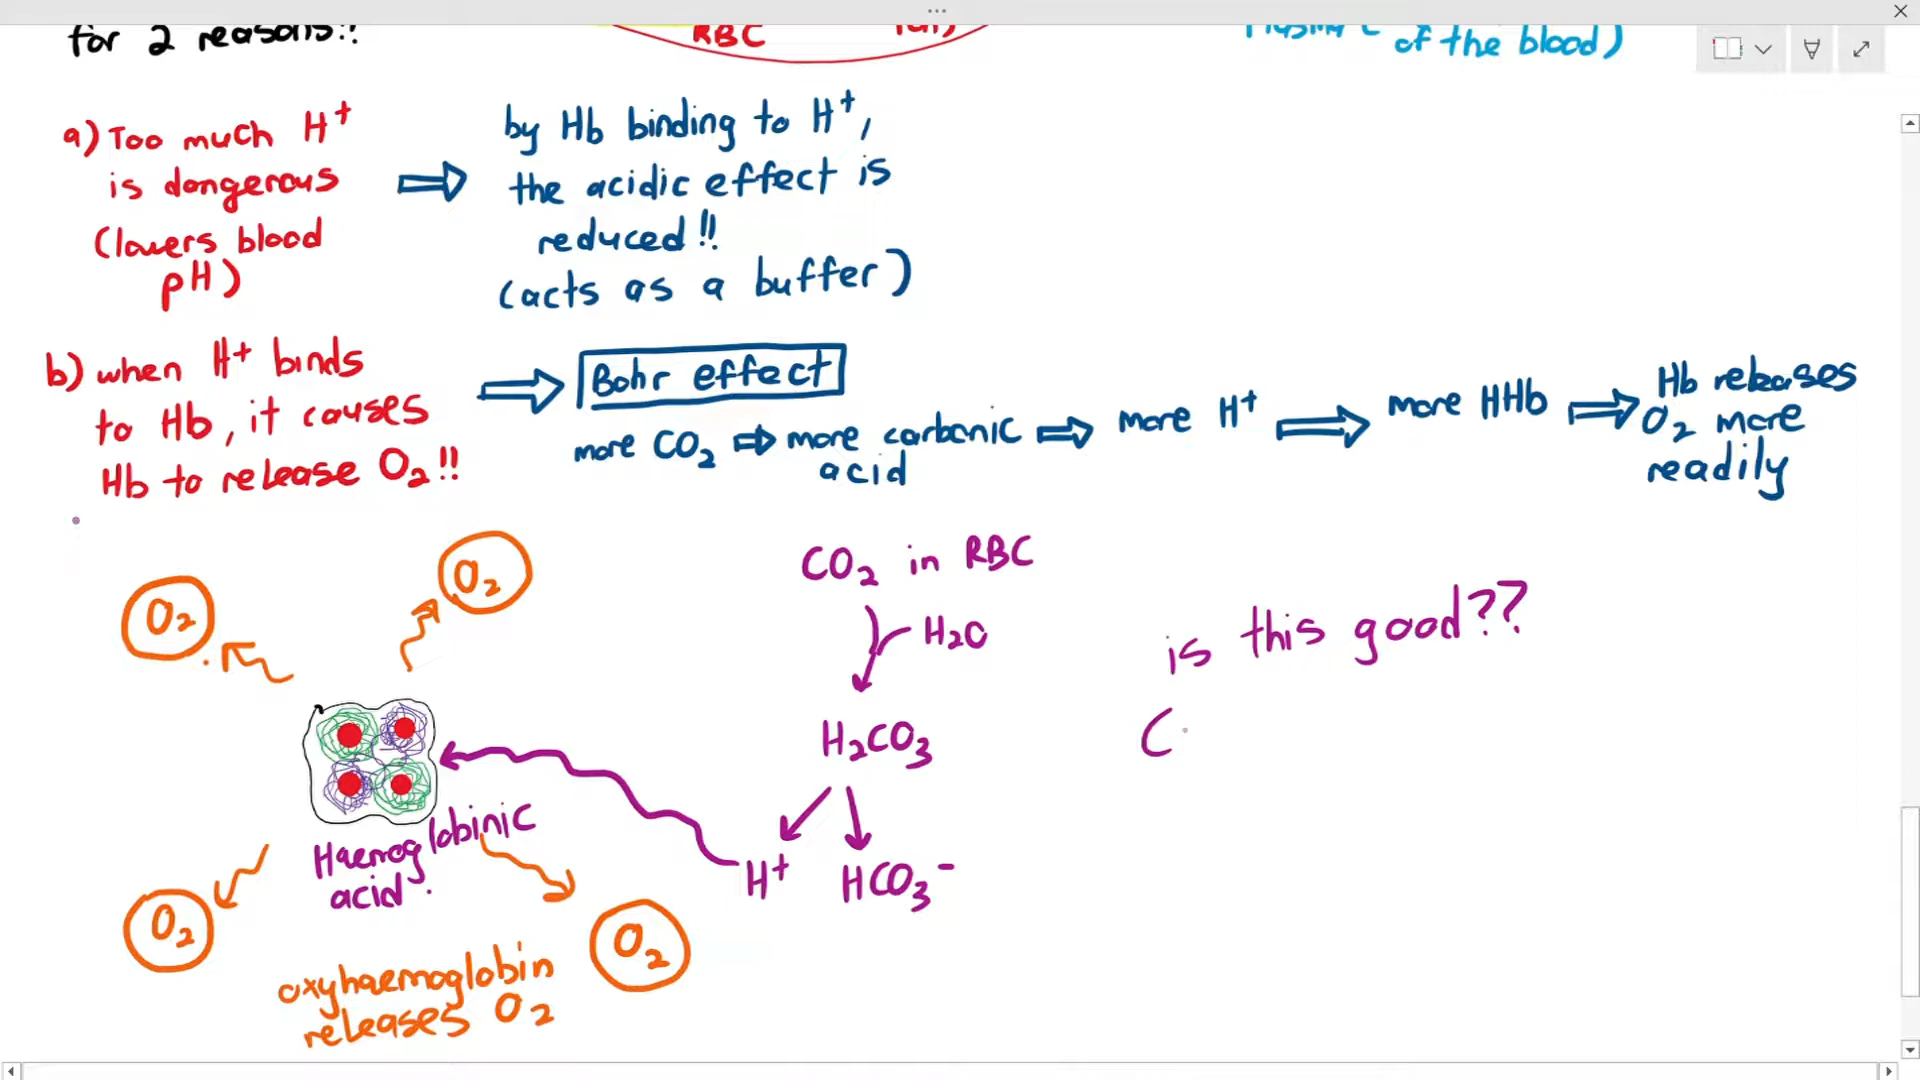 for 2 reasons!!
RBC
of the blood)
a) Too much H+
is dangerous
(lowers blood
pH)
by Hb binding to H+,
the acidic effect is
reduced!!
(acts as a buffer)
b) when H+ binds
to Hb, it causes
Hb to release O2!!
Bohr effect
more CO2 ⇒ more carbonic
acid
more H+
more HHb
Hb releases
O2 more
readily
O2
O2
Haemoglobinic
acid.
O2
O2
oxyhaemoglobin
releases O2
CO2 in RBC
H2O
H2CO3
H+
HCO3-
is this good??
(